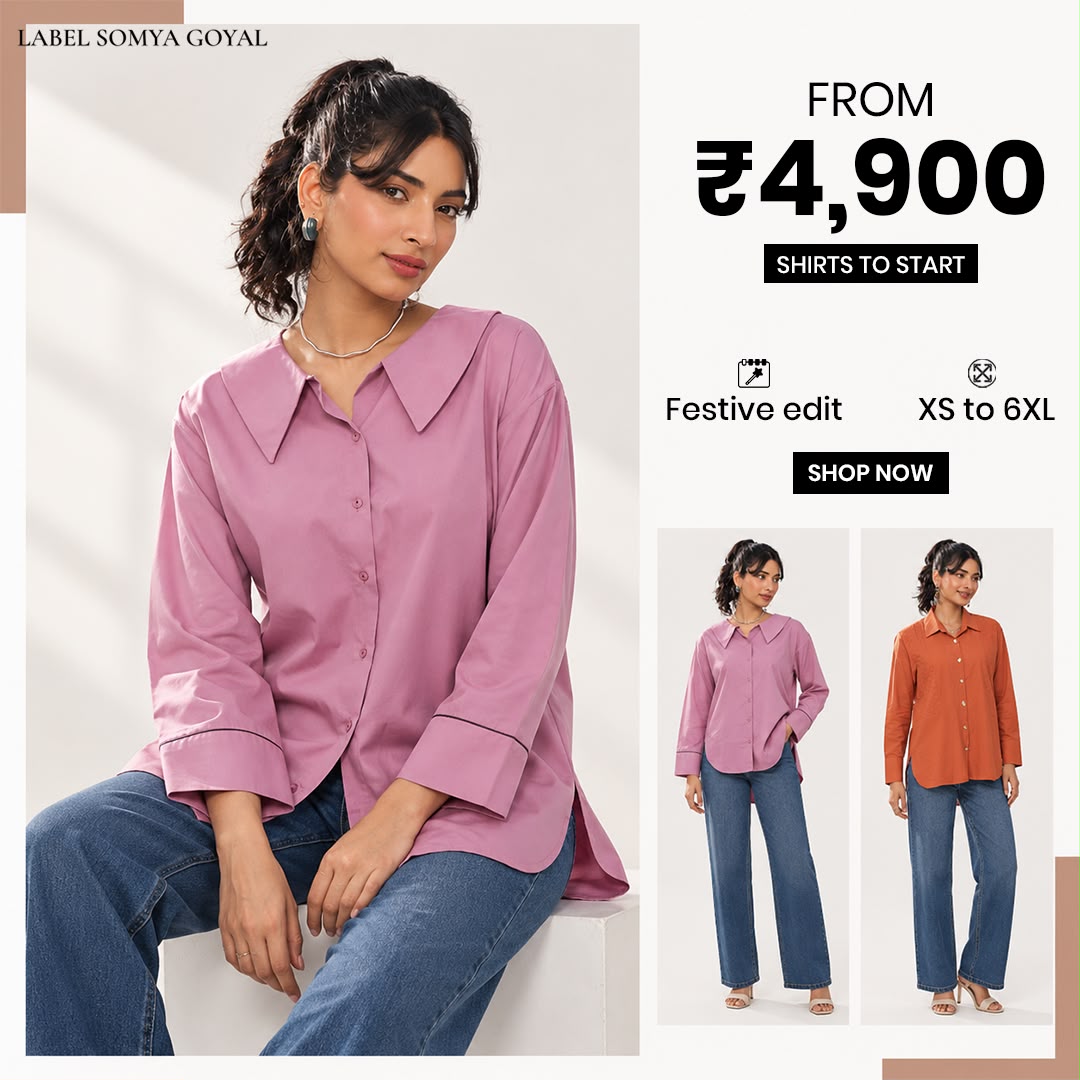 LABEL SOMYA GOYAL
FROM
₹4,900
SHIRTS TO START
Festive edit
XS to 6XL
SHOP NOW